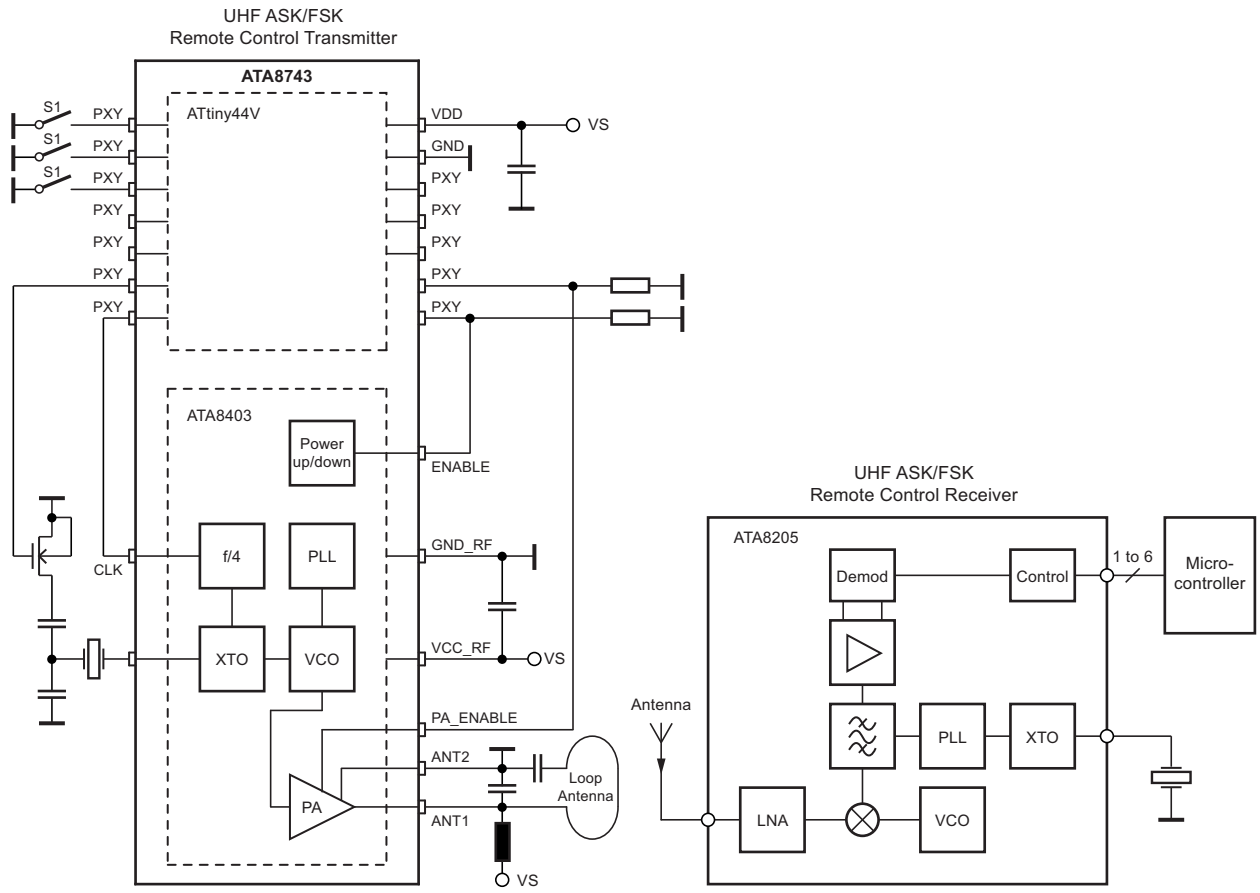 UHF ASK/FSK
Remote Control Transmitter
ATA8743
ATtiny44V
S1
PXY
S1
PXY
S1
PXY
PXY
PXY
PXY
PXY
VDD
VS
GND
PXY
PXY
PXY
PXY
PXY
ATA8403
Power
up/down
ENABLE
f/4
PLL
CLK
GND_RF
XTO
VCO
VCC_RF
VS
PA_ENABLE
ANT2
Loop
Antenna
PA
ANT1
VS
UHF ASK/FSK
Remote Control Receiver
ATA8205
Demod
Control
1 to 6
Micro-
controller
Antenna
PLL
XTO
LNA
VCO